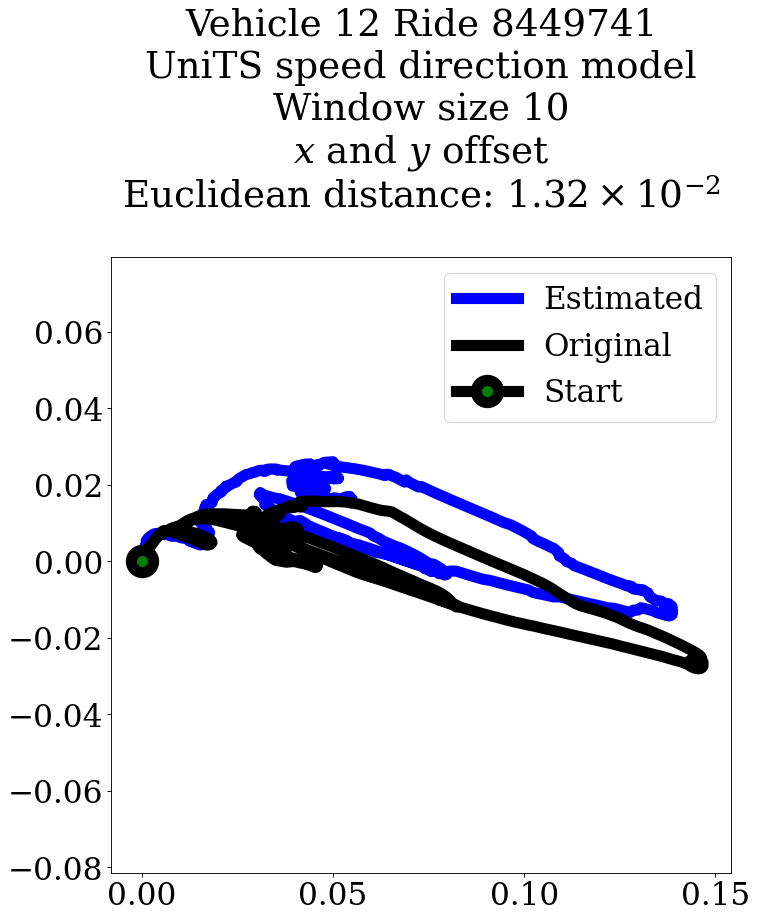 Vehicle 12 Ride 8449741
UniTS speed direction model
Window size 10
x and y offset
Euclidean distance: 1.32 × 10⁻²
Estimated
Original
Start
0.06
0.04
0.02
0.00
−0.02
−0.04
−0.06
−0.08
0.00 0.05 0.10 0.15